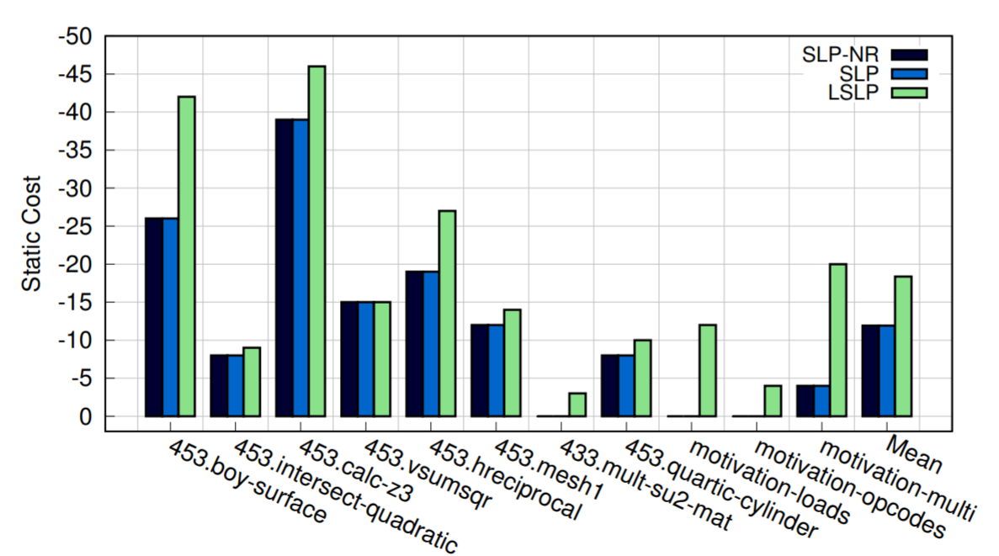 Static Cost
-50
-45
-40
-35
-30
-25
-20
-15
-10
-5
0
SLP-NR
SLP
LSLP
453.boy-surface
453.intersect-quadratic
453.calc-z3
453.vsumsqr
453.hreciprocal
453.mesh1
433.mult-su2-mat
453.quartic-cylinder
motivation-loads
motivation-opcodes
motivation-multi
Mean